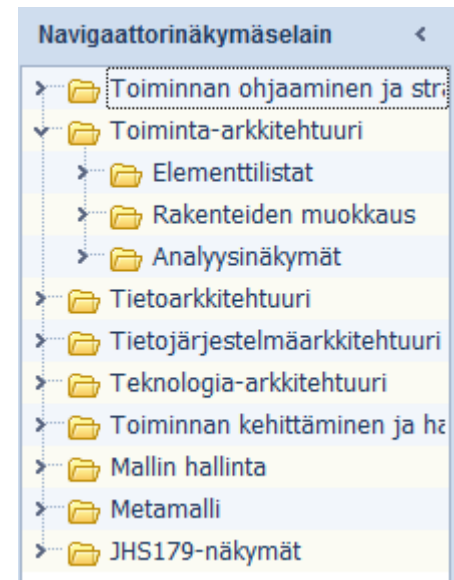 Navigaattorinäkymäselain
Toiminnan ohjaaminen ja stra
Toiminta-arkkitehtuuri
Elementtilistat
Rakenteiden muokkaus
Analyysinäkymät
Tietoarkkitehtuuri
Tietojärjestelmäarkkitehtuuri
Teknologia-arkkitehtuuri
Toiminnan kehittäminen ja ha
Mallin hallinta
Metamalli
JHS179-näkymät